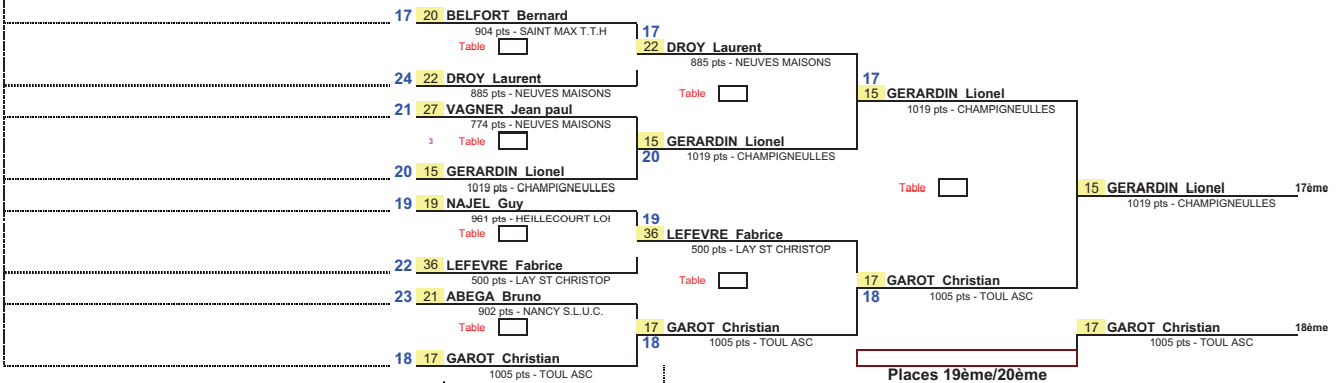 17 20 BELFORT Bernard
904 pts - SAINT MAX T.T.H
Table
17
22 DROY Laurent
885 pts - NEUVES MAISONS
24 22 DROY Laurent
885 pts - NEUVES MAISONS
Table
17
15 GERARDIN Lionel
1019 pts - CHAMPIGNEULLES
21 27 VAGNER Jean paul
774 pts - NEUVES MAISONS
3 Table
15 GERARDIN Lionel
20
1019 pts - CHAMPIGNEULLES
20 15 GERARDIN Lionel
1019 pts - CHAMPIGNEULLES
Table
15 GERARDIN Lionel 17ème
1019 pts - CHAMPIGNEULLES
19 19 NAJEL Guy
961 pts - HEILLECOURT LOI
Table
19
36 LEFEVRE Fabrice
500 pts - LAY ST CHRISTOP
22 36 LEFEVRE Fabrice
500 pts - LAY ST CHRISTOP
Table
17 GAROT Christian
18
1005 pts - TOUL ASC
23 21 ABEGA Bruno
902 pts - NANCY S.L.U.C.
Table
17 GAROT Christian
18
1005 pts - TOUL ASC
17 GAROT Christian 18ème
1005 pts - TOUL ASC
18 17 GAROT Christian
1005 pts - TOUL ASC
Places 19ème/20ème